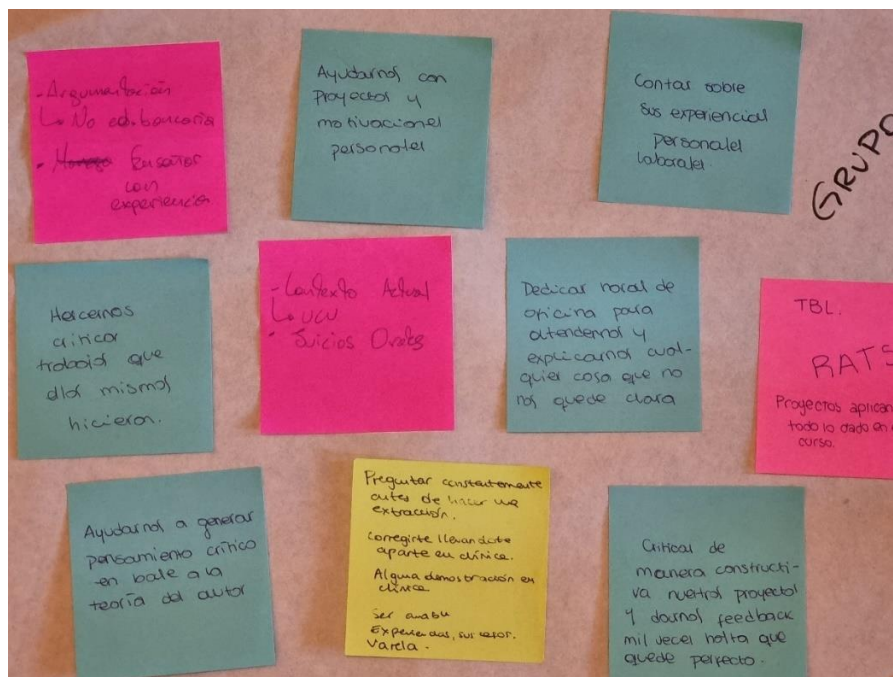 - Argumentación
↳ No ed. bancaria
- Enseñar
con
experiencia
Ayudarnos con
Proyectos y
motivaciones
personales
Contar sobre
sus experiencias
personales
laborales.
GRUPO
Hacernos
criticar
trabajos que
ellos mismos
hicieron.
- Contexto Actual
↳ UCU
- Juicios Orales
Dedicar horas de
oficina para
atendernos y
explicarnos cual-
quier cosa que no
nos quede clara
TBL.
RATS
Proyectos aplican
todo lo dado en
curso.
Ayudarnos a generar
pensamiento crítico
en base a la
teoría del autor
Preguntar constantemente
antes de hacer una
extracción.
Corregirte llevandote
aparte en clínica.
Alguna demostración en
clínica
Ser amable
Experiencias, sus
Varela.
Criticas de
manera constructi-
va nuestros proyectos
y darnos feedback
mil veces hasta que
quede perfecto.